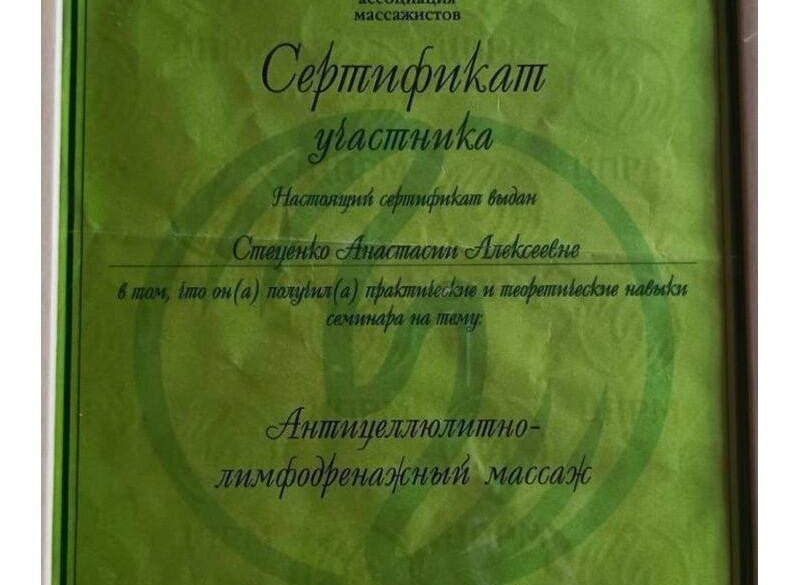 ассоциация
массажистов
Сертификат
участника
Настоящий сертификат выдан
Стеценко Анастасии Алексеевне
в том, что он(а) получил(а) практические и теоретические навыки
семинара на тему:
Антицеллюлитно-
лимфодренажный массаж